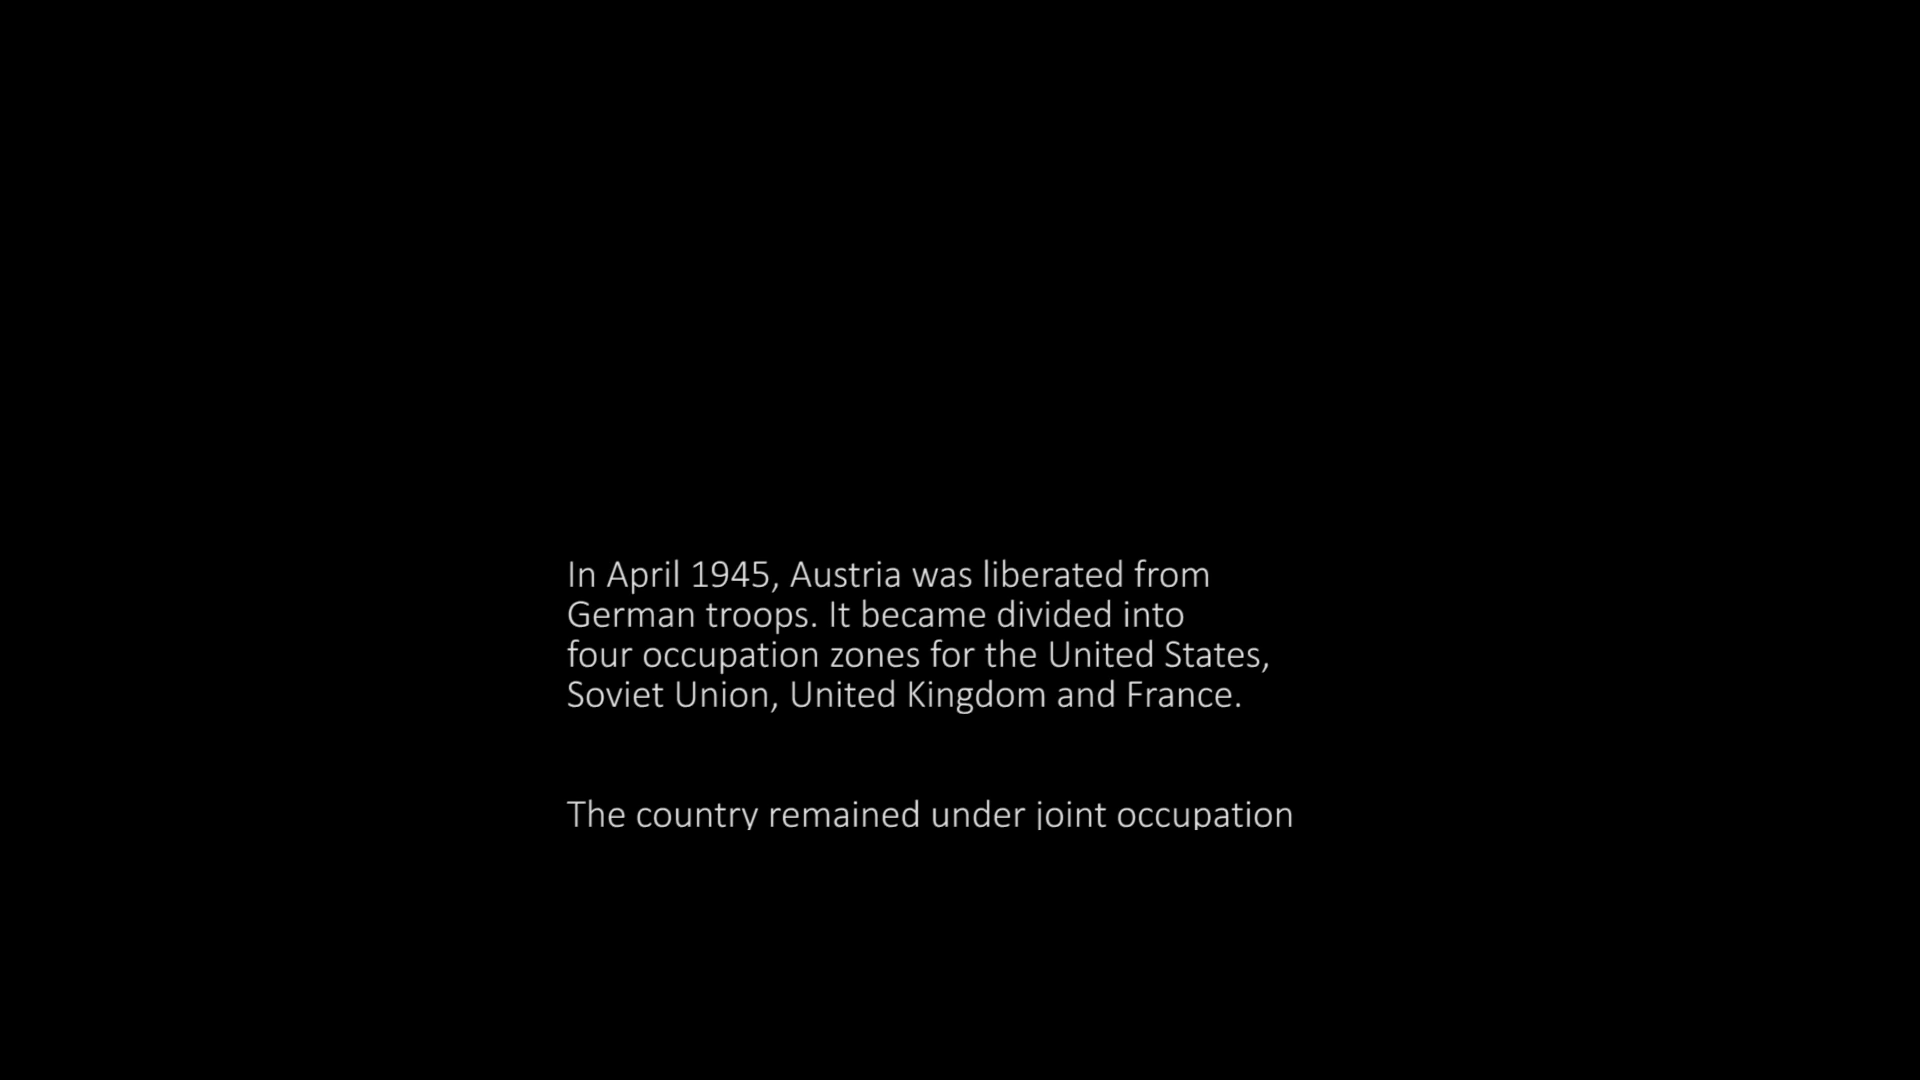 In April 1945, Austria was liberated from
German troops. It became divided into
four occupation zones for the United States,
Soviet Union, United Kingdom and France.
The country remained under joint occupation